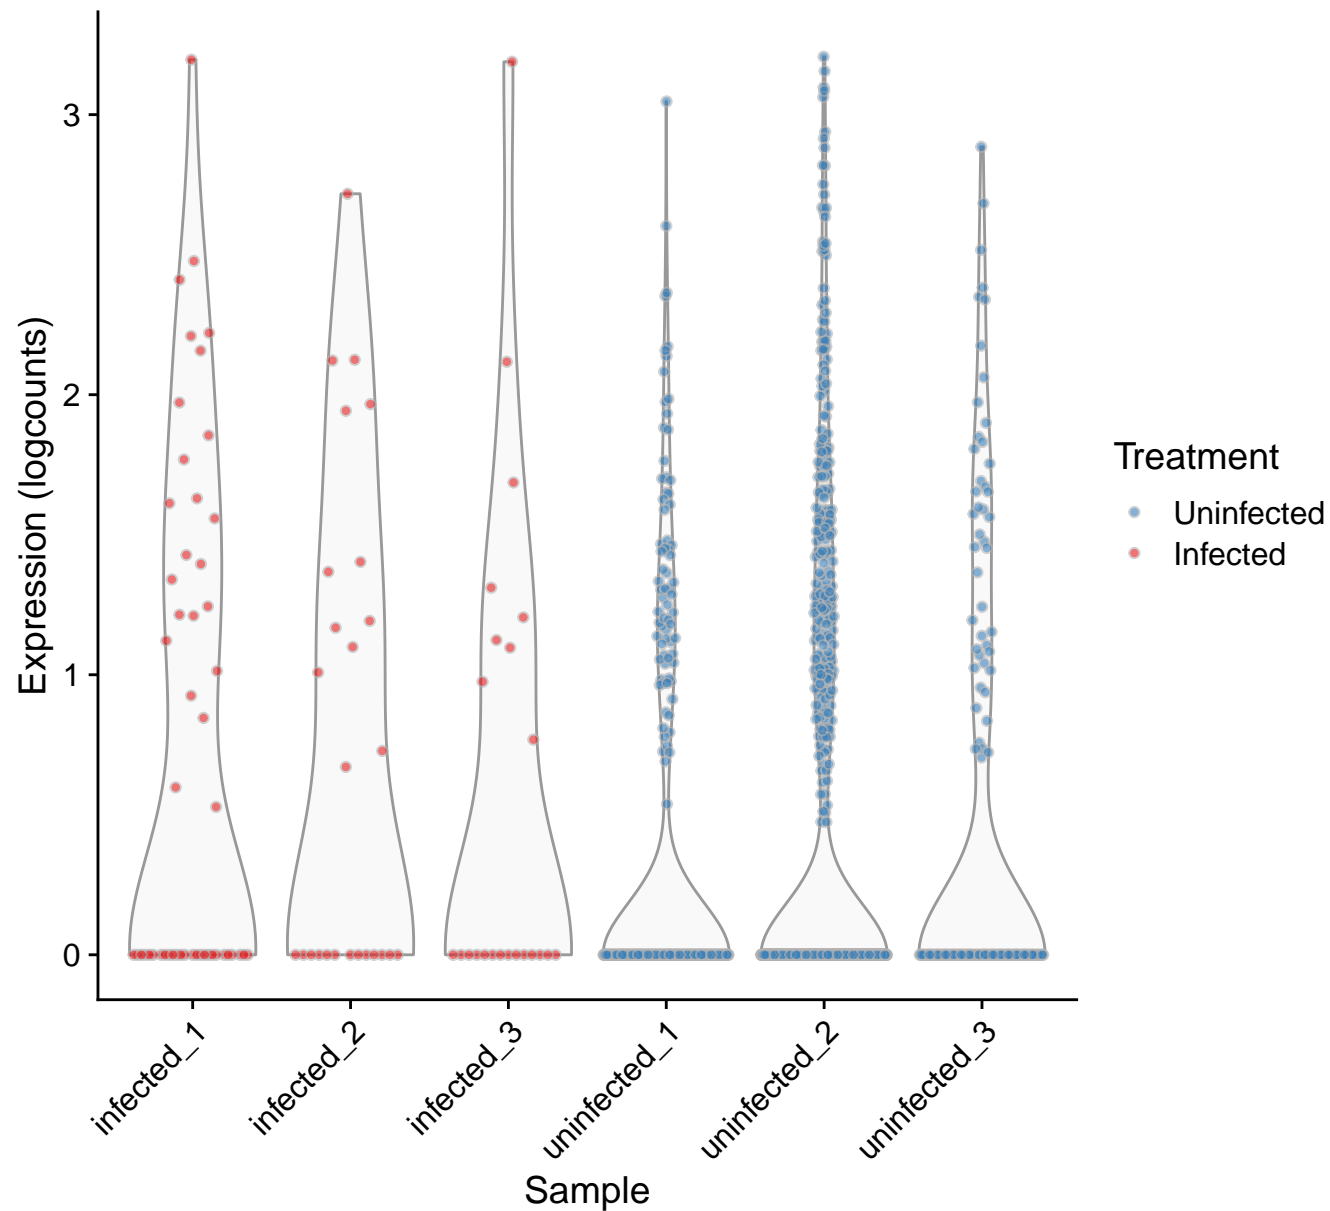 Expression (logcounts)
3
2
1
0
infected_1
infected_2
infected_3
uninfected_1
uninfected_2
uninfected_3
Sample
Treatment
Uninfected
Infected